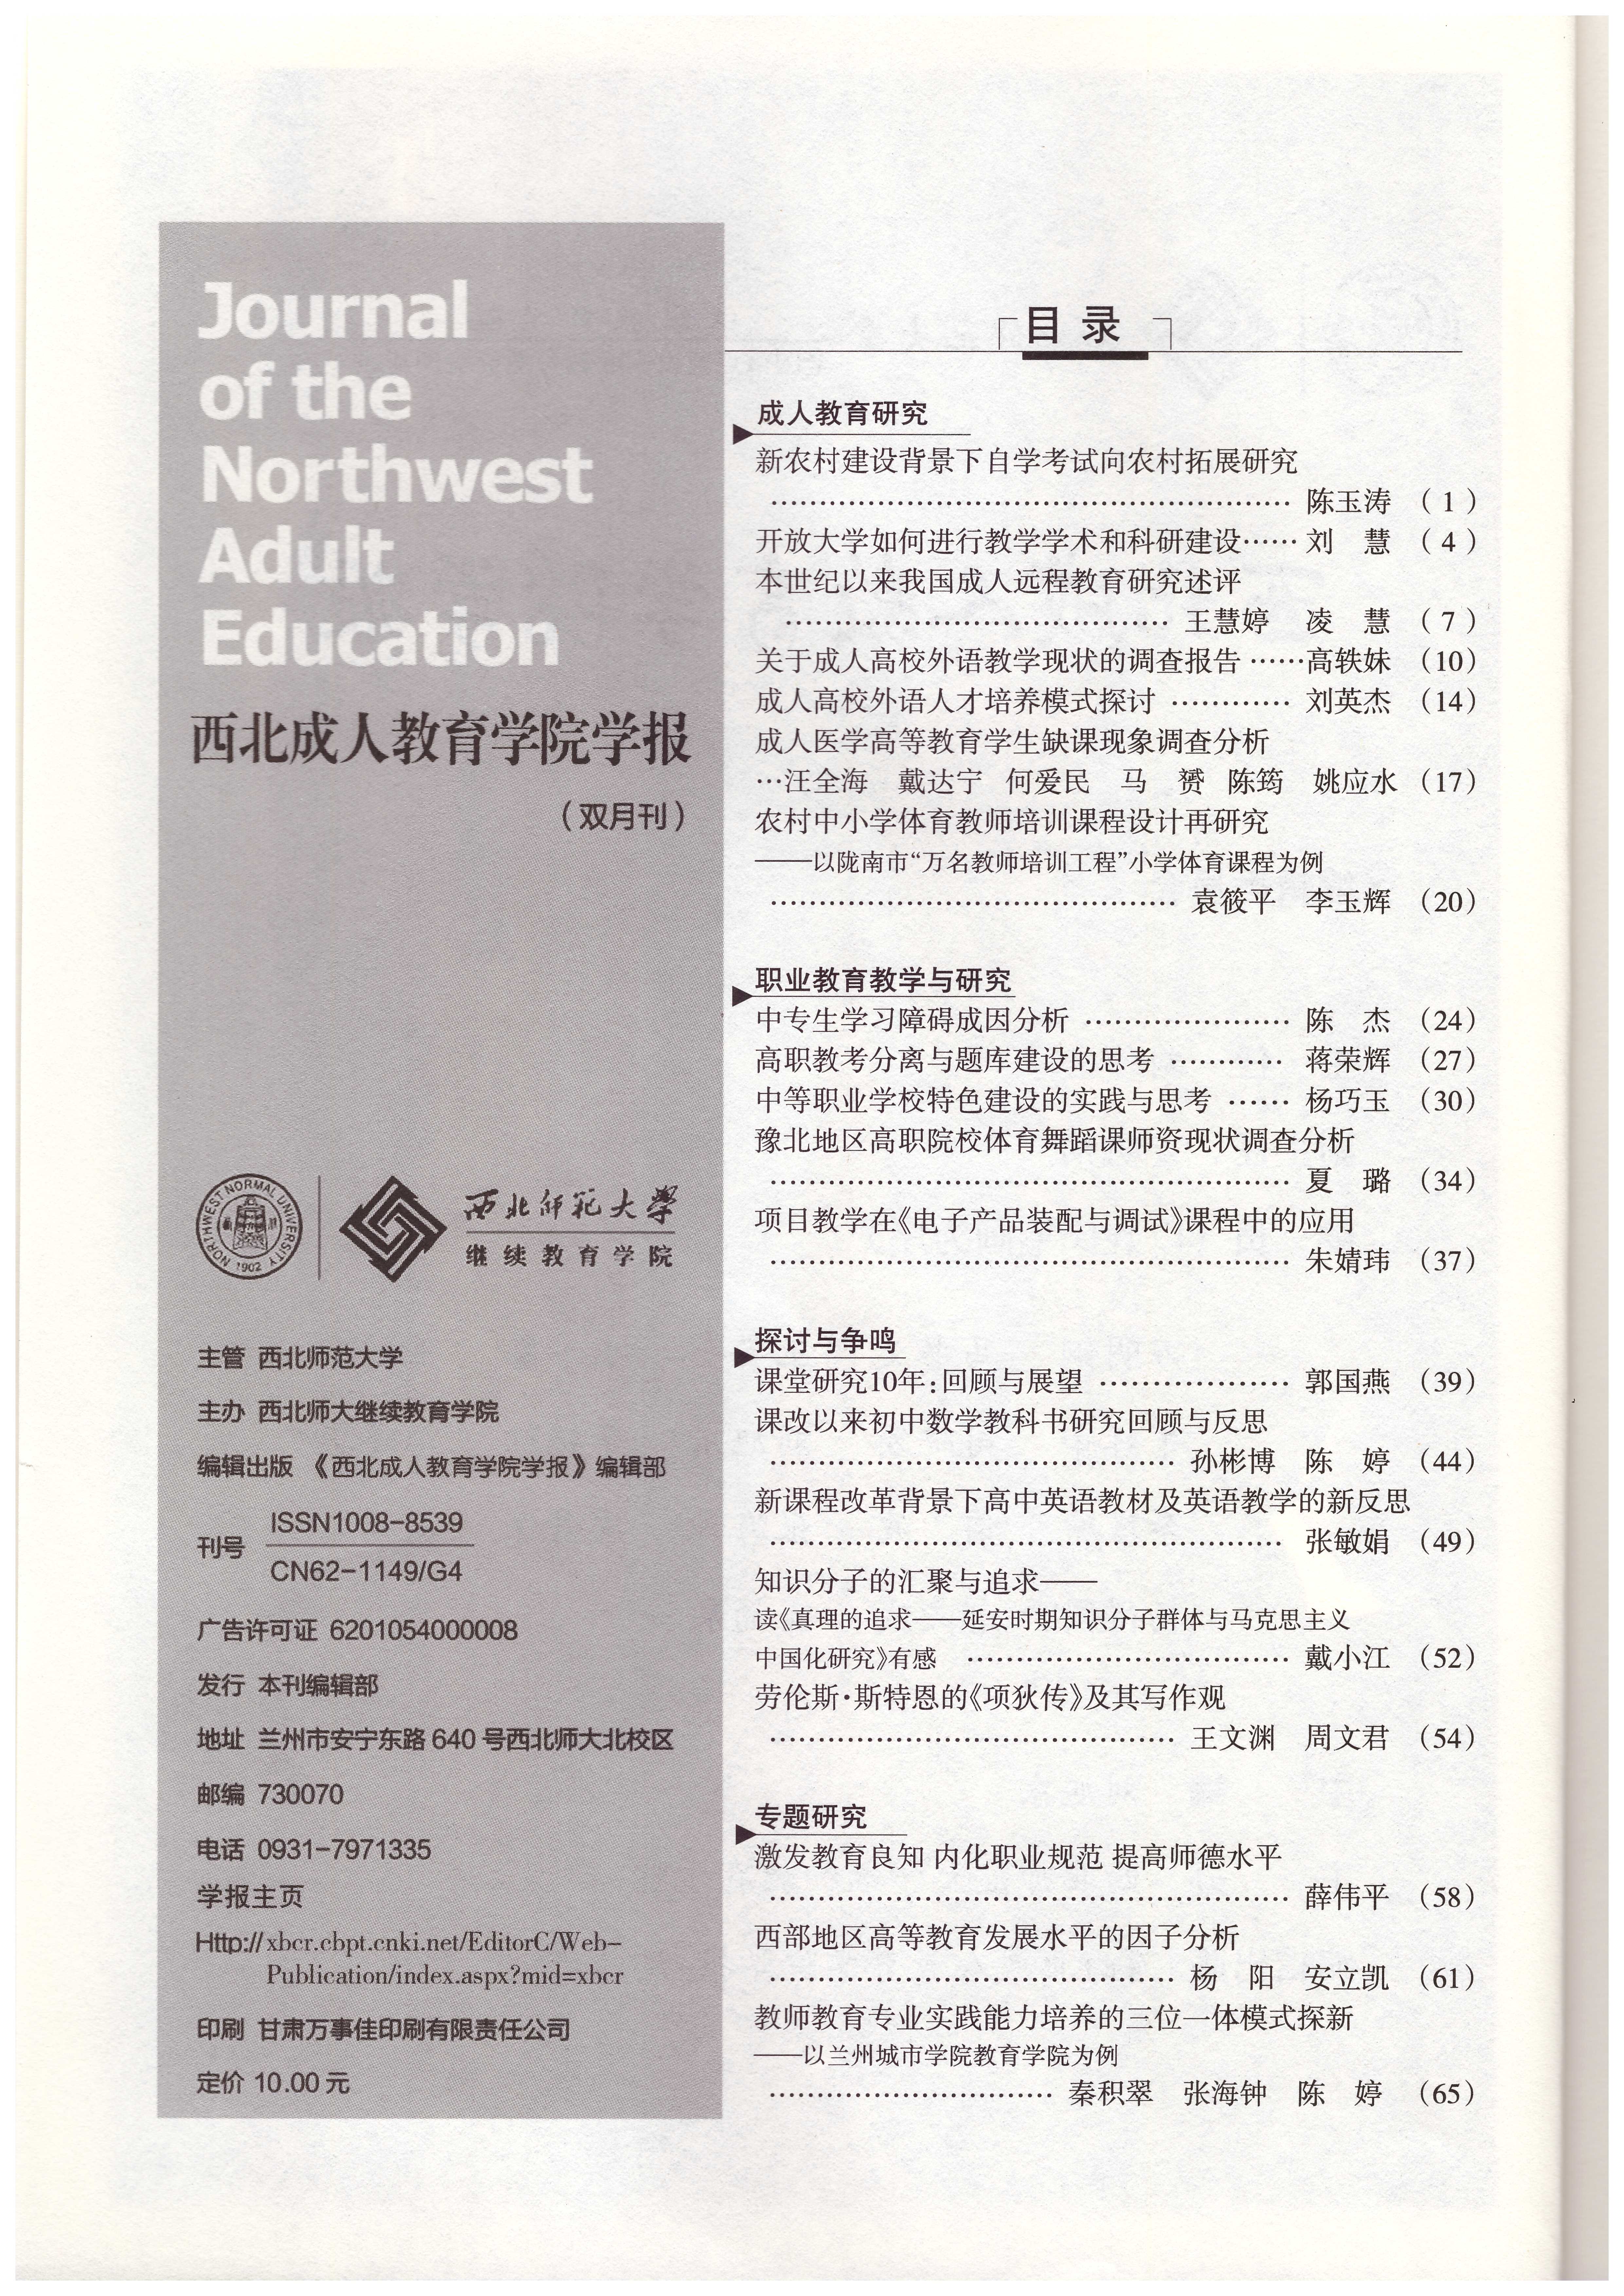 Journal
of the
Northwest
Adult
Education
西北成人教育学院学报
（双月刊）
NORTHWEST NORMAL UNIVERSITY
1902
西北师范大学
继续教育学院
主管 西北师范大学
主办 西北师大继续教育学院
编辑出版 《西北成人教育学院学报》编辑部
刊号 ISSN1008-8539
CN62-1149/G4
广告许可证 6201054000008
发行 本刊编辑部
地址 兰州市安宁东路 640 号西北师大北校区
邮编 730070
电话 0931-7971335
学报主页
Http://xbcr.cbpt.cnki.net/EditorC/Web-
Publication/index.aspx?mid=xbcr
印刷 甘肃万事佳印刷有限责任公司
定价 10.00 元
目 录
成人教育研究
新农村建设背景下自学考试向农村拓展研究
…………………………………………… 陈玉涛 （1）
开放大学如何进行教学学术和科研建设…… 刘 慧 （4）
本世纪以来我国成人远程教育研究述评
………………………………… 王慧婷 凌 慧 （7）
关于成人高校外语教学现状的调查报告 ……高轶妹 （10）
成人高校外语人才培养模式探讨 ………… 刘英杰 （14）
成人医学高等教育学生缺课现象调查分析
…汪全海 戴达宁 何爱民 马 赟 陈筠 姚应水 （17）
农村中小学体育教师培训课程设计再研究
——以陇南市“万名教师培训工程”小学体育课程为例
………………………………… 袁筱平 李玉辉 （20）
职业教育教学与研究
中专生学习障碍成因分析 ………………… 陈 杰 （24）
高职教考分离与题库建设的思考 ………… 蒋荣辉 （27）
中等职业学校特色建设的实践与思考 …… 杨巧玉 （30）
豫北地区高职院校体育舞蹈课师资现状调查分析
…………………………………………… 夏 璐 （34）
项目教学在《电子产品装配与调试》课程中的应用
…………………………………………… 朱婧玮 （37）
探讨与争鸣
课堂研究10年：回顾与展望 ……………… 郭国燕 （39）
课改以来初中数学教科书研究回顾与反思
………………………………… 孙彬博 陈 婷 （44）
新课程改革背景下高中英语教材及英语教学的新反思
…………………………………………… 张敏娟 （49）
知识分子的汇聚与追求——
读《真理的追求——延安时期知识分子群体与马克思主义
中国化研究》有感 …………………………… 戴小江 （52）
劳伦斯·斯特恩的《项狄传》及其写作观
………………………………… 王文渊 周文君 （54）
专题研究
激发教育良知 内化职业规范 提高师德水平
…………………………………………… 薛伟平 （58）
西部地区高等教育发展水平的因子分析
………………………………… 杨 阳 安立凯 （61）
教师教育专业实践能力培养的三位一体模式探新
——以兰州城市学院教育学院为例
……………………… 秦积翠 张海钟 陈 婷 （65）